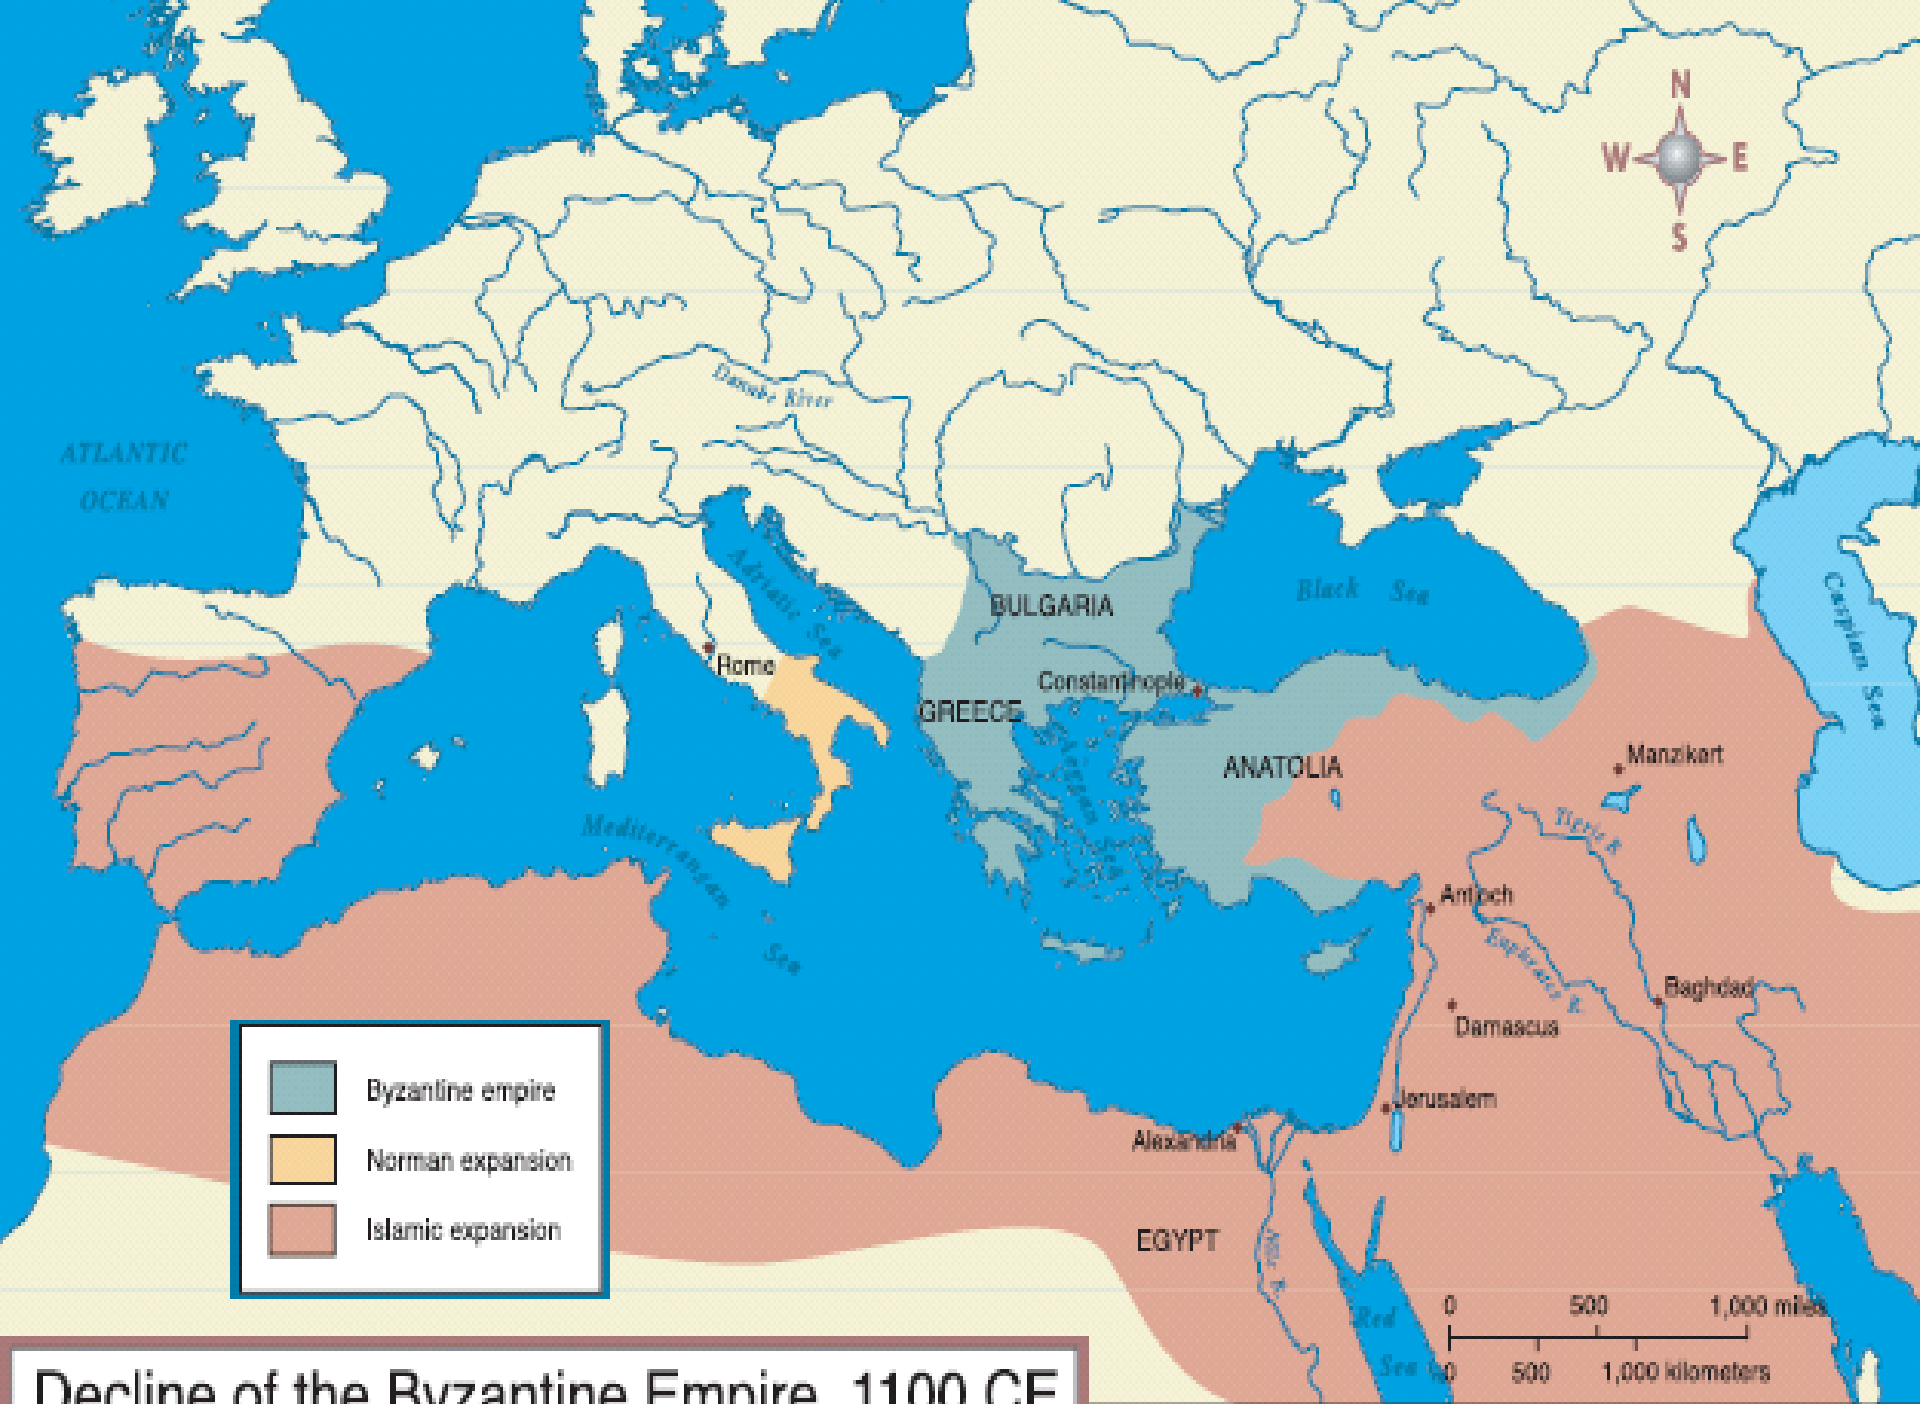 N
W E
S
Danube River
ATLANTIC
OCEAN
Adriatic Sea
Black Sea
Caspian Sea
BULGARIA
Rome
Constantinople
GREECE
Aegean Sea
ANATOLIA
Manzikert
Mediterranean
Sea
Tigris R.
Antioch
Euphrates R.
Baghdad
Damascus
Jerusalem
Alexandria
EGYPT
Nile R.
Red
Sea
Byzantine empire
Norman expansion
Islamic expansion
0 500 1,000 miles
0 500 1,000 kilometers
Decline of the Byzantine Empire, 1100 CE